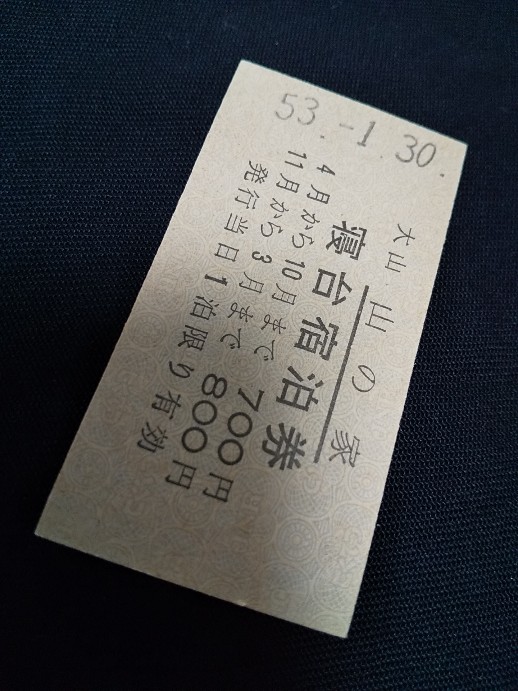 53.-1.30.
大山 山の家
寝台宿泊券
4月から10月まで 700円
11月から3月まで 800円
発行当日1泊限り有効